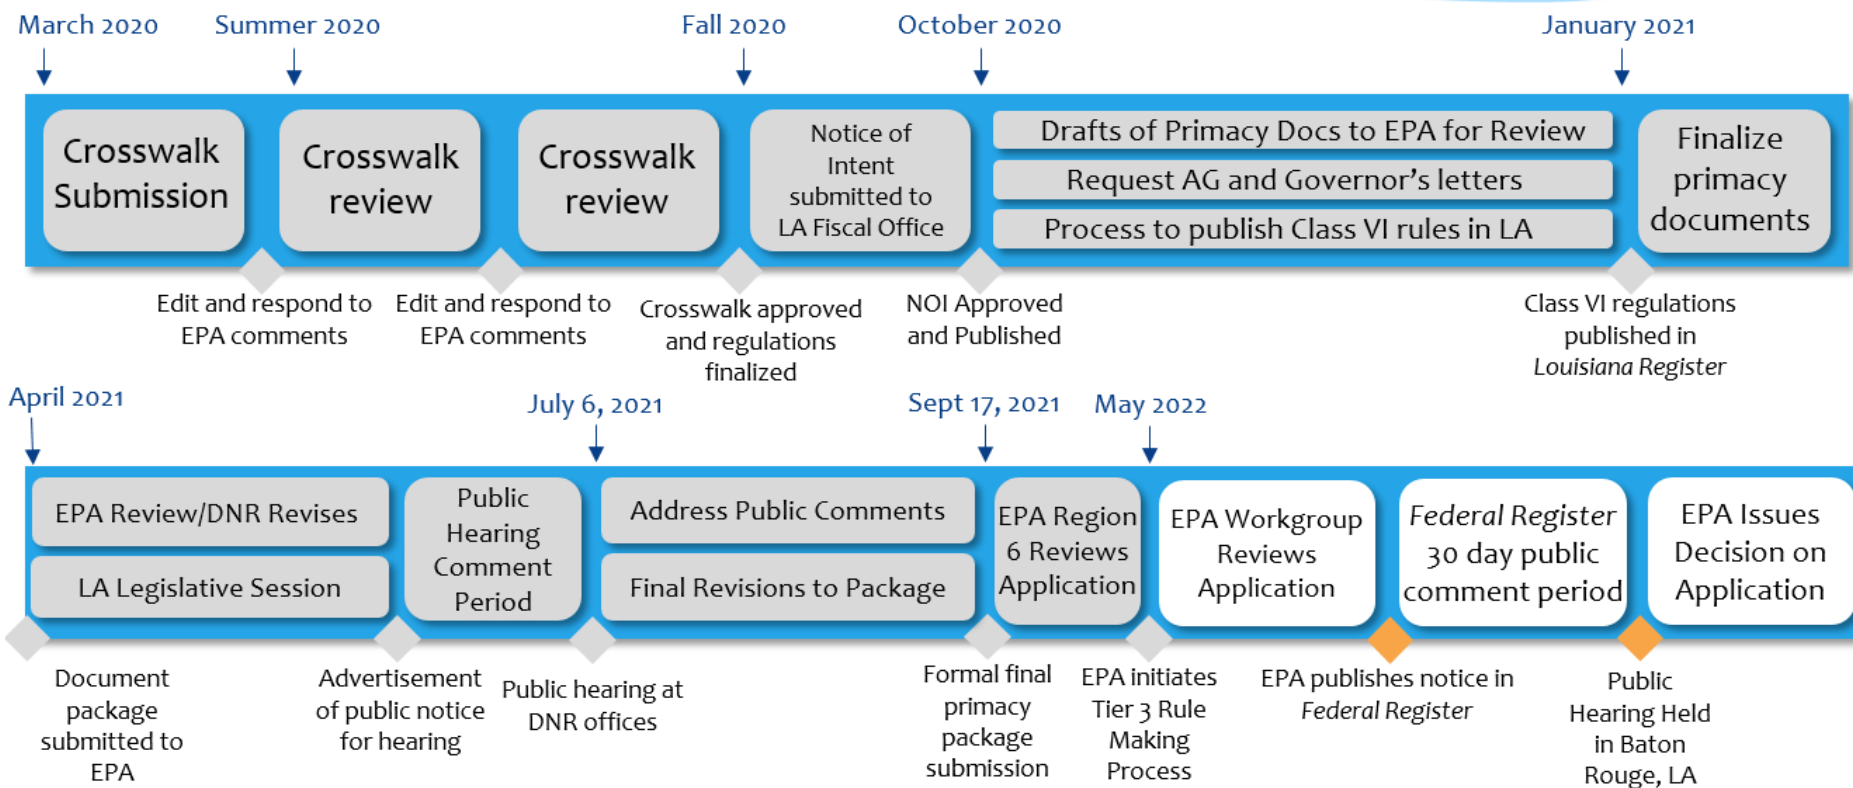 March 2020
Summer 2020
Fall 2020
October 2020
January 2021
Crosswalk
Submission
Crosswalk
review
Crosswalk
review
Notice of
Intent
submitted to
LA Fiscal Office
Drafts of Primacy Docs to EPA for Review
Request AG and Governor's letters
Process to publish Class VI rules in LA
Finalize
primacy
documents
Edit and respond to
EPA comments
Edit and respond to
EPA comments
Crosswalk approved
and regulations
finalized
NOI Approved
and Published
Class VI regulations
published in
Louisiana Register
April 2021
July 6, 2021
Sept 17, 2021
May 2022
EPA Review/DNR Revises
LA Legislative Session
Public
Hearing
Comment
Period
Address Public Comments
Final Revisions to Package
EPA Region
6 Reviews
Application
EPA Workgroup
Reviews
Application
Federal Register
30 day public
comment period
EPA Issues
Decision on
Application
Document
package
submitted to
EPA
Advertisement
of public notice
for hearing
Public hearing at
DNR offices
Formal final
primacy
package
submission
EPA initiates
Tier 3 Rule
Making
Process
EPA publishes notice in
Federal Register
Public
Hearing Held
in Baton
Rouge, LA